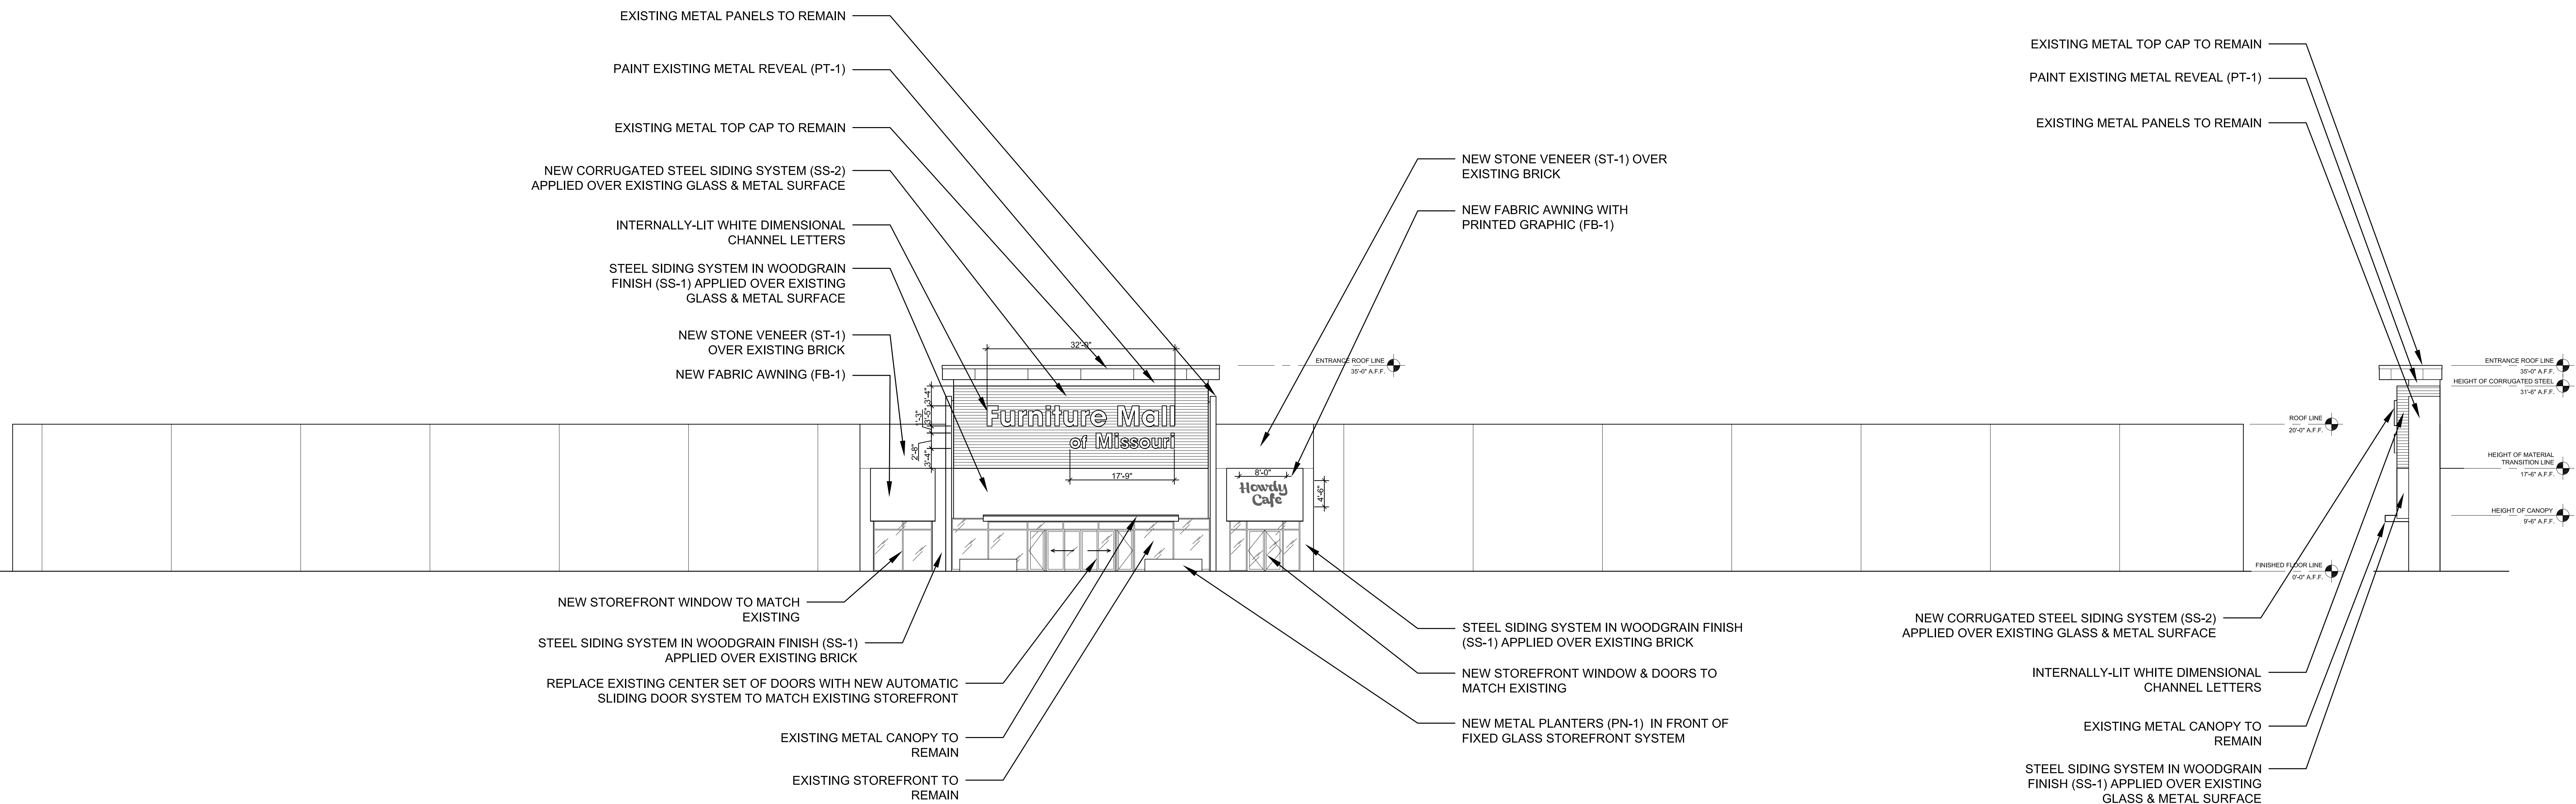 EXISTING METAL PANELS TO REMAIN
PAINT EXISTING METAL REVEAL (PT-1)
EXISTING METAL TOP CAP TO REMAIN
NEW CORRUGATED STEEL SIDING SYSTEM (SS-2)
APPLIED OVER EXISTING GLASS & METAL SURFACE
INTERNALLY-LIT WHITE DIMENSIONAL
CHANNEL LETTERS
STEEL SIDING SYSTEM IN WOODGRAIN
FINISH (SS-1) APPLIED OVER EXISTING
GLASS & METAL SURFACE
NEW STONE VENEER (ST-1)
OVER EXISTING BRICK
NEW FABRIC AWNING (FB-1)
NEW STONE VENEER (ST-1) OVER
EXISTING BRICK
NEW FABRIC AWNING WITH
PRINTED GRAPHIC (FB-1)
32'-0"
3'-4"
3'-5"
1'-3"
2'-8"
3'-4"
Furniture Mall
of Missouri
17'-9"
8'-0"
Howdy
Cafe
4'-6"
ENTRANCE ROOF LINE
35'-0" A.F.F.
ROOF LINE
20'-0" A.F.F.
FINISHED FLOOR LINE
0'-0" A.F.F.
NEW STOREFRONT WINDOW TO MATCH
EXISTING
STEEL SIDING SYSTEM IN WOODGRAIN FINISH (SS-1)
APPLIED OVER EXISTING BRICK
REPLACE EXISTING CENTER SET OF DOORS WITH NEW AUTOMATIC
SLIDING DOOR SYSTEM TO MATCH EXISTING STOREFRONT
EXISTING METAL CANOPY TO
REMAIN
EXISTING STOREFRONT TO
REMAIN
STEEL SIDING SYSTEM IN WOODGRAIN FINISH
(SS-1) APPLIED OVER EXISTING BRICK
NEW STOREFRONT WINDOW & DOORS TO
MATCH EXISTING
NEW METAL PLANTERS (PN-1) IN FRONT OF
FIXED GLASS STOREFRONT SYSTEM
EXISTING METAL TOP CAP TO REMAIN
PAINT EXISTING METAL REVEAL (PT-1)
EXISTING METAL PANELS TO REMAIN
ENTRANCE ROOF LINE
35'-0" A.F.F.
HEIGHT OF CORRUGATED STEEL
31'-6" A.F.F.
HEIGHT OF MATERIAL
TRANSITION LINE
17'-6" A.F.F.
HEIGHT OF CANOPY
9'-6" A.F.F.
NEW CORRUGATED STEEL SIDING SYSTEM (SS-2)
APPLIED OVER EXISTING GLASS & METAL SURFACE
INTERNALLY-LIT WHITE DIMENSIONAL
CHANNEL LETTERS
EXISTING METAL CANOPY TO
REMAIN
STEEL SIDING SYSTEM IN WOODGRAIN
FINISH (SS-1) APPLIED OVER EXISTING
GLASS & METAL SURFACE